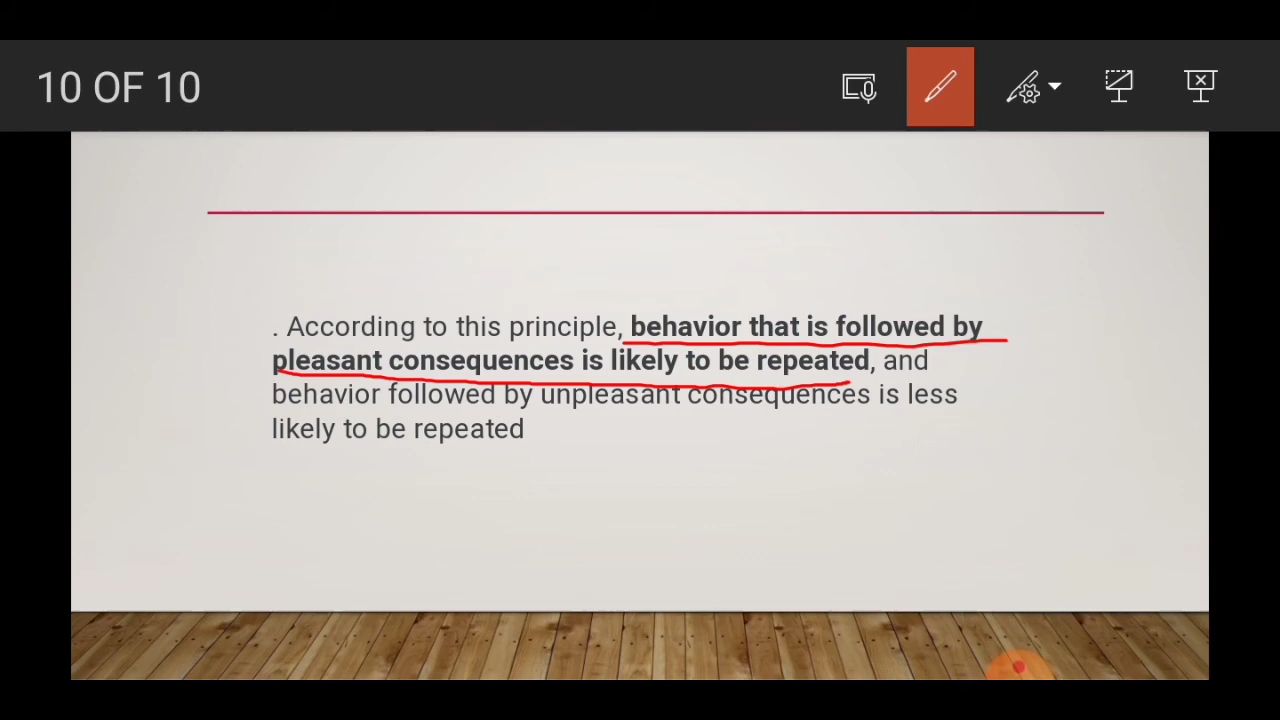 10 OF 10
. According to this principle, behavior that is followed by
pleasant consequences is likely to be repeated, and
behavior followed by unpleasant consequences is less
likely to be repeated